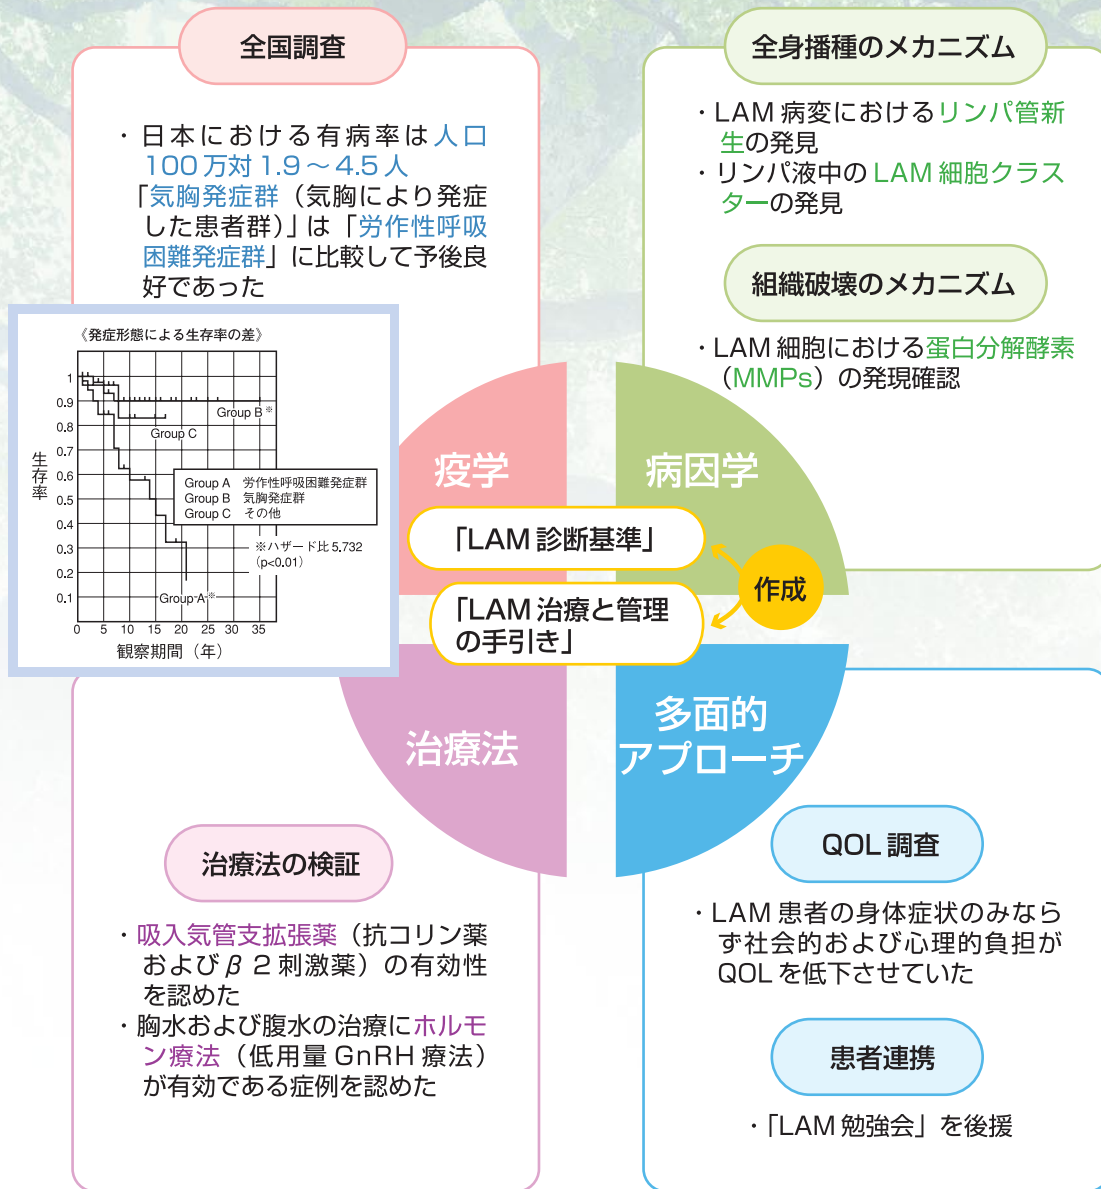 全国調査
・日本における有病率は人口
100万対1.9～4.5人
「気胸発症群（気胸により発症
した患者群）」は「労作性呼吸
困難発症群」に比較して予後良
好であった
《発症形態による生存率の差》
1
0.9
0.8
0.7
0.6
0.5
0.4
0.3
0.2
0.1
生存率
Group B※
Group C
Group A 労作性呼吸困難発症群
Group B 気胸発症群
Group C その他
※ハザード比5.732
(p<0.01)
Group A※
0 5 10 15 20 25 30 35
観察期間（年）
全身播種のメカニズム
・LAM病変におけるリンパ管新
生の発見
・リンパ液中のLAM細胞クラス
ターの発見
組織破壊のメカニズム
・LAM細胞における蛋白分解酵素
（MMPs）の発現確認
疫学
病因学
「LAM診断基準」
「LAM治療と管理
の手引き」
作成
治療法
多面的
アプローチ
治療法の検証
・吸入気管支拡張薬（抗コリン薬
およびβ2刺激薬）の有効性
を認めた
・胸水および腹水の治療にホルモ
ン療法（低用量GnRH療法）
が有効である症例を認めた
QOL調査
・LAM患者の身体症状のみなら
ず社会的および心理的負担が
QOLを低下させていた
患者連携
・「LAM勉強会」を後援